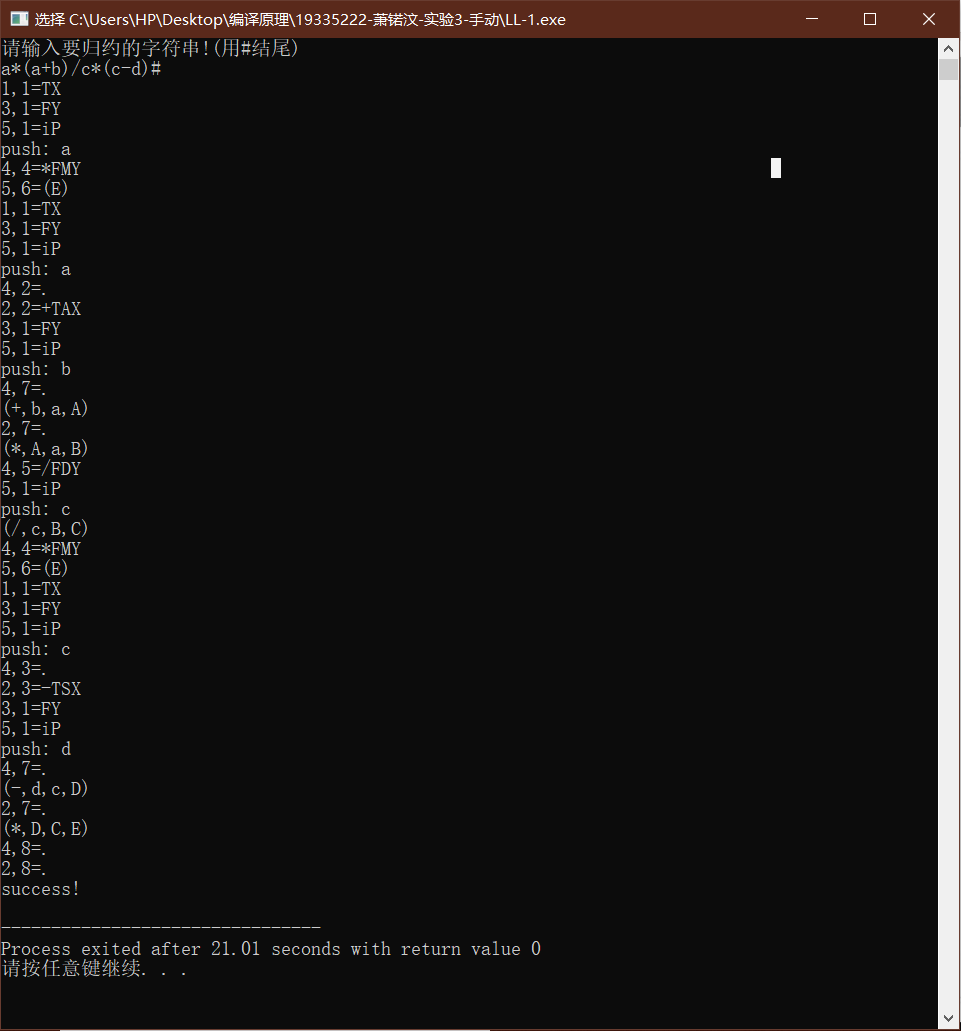 选择 C:\Users\HP\Desktop\编译原理\19335222-萧锘汶-实验3-手动\LL-1.exe
请输入要归约的字符串!(用#结尾)
a*(a+b)/c*(c-d)#
1,1=TX
3,1=FY
5,1=iP
push: a
4,4=*FMY
5,6=(E)
1,1=TX
3,1=FY
5,1=iP
push: a
4,2=.
2,2=+TAX
3,1=FY
5,1=iP
push: b
4,7=.
(+,b,a,A)
2,7=.
(*,A,a,B)
4,5=/FDY
5,1=iP
push: c
(/,c,B,C)
4,4=*FMY
5,6=(E)
1,1=TX
3,1=FY
5,1=iP
push: c
4,3=.
2,3=-TSX
3,1=FY
5,1=iP
push: d
4,7=.
(-,d,c,D)
2,7=.
(*,D,C,E)
4,8=.
2,8=.
success!
--------------------------------
Process exited after 21.01 seconds with return value 0
请按任意键继续. . .